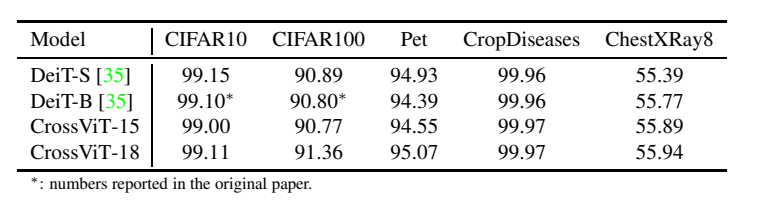 Model CIFAR10 CIFAR100 Pet CropDiseases ChestXRay8
DeiT-S [35] 99.15 90.89 94.93 99.96 55.39
DeiT-B [35] 99.10* 90.80* 94.39 99.96 55.77
CrossViT-15 99.00 90.77 94.55 99.97 55.89
CrossViT-18 99.11 91.36 95.07 99.97 55.94
*: numbers reported in the original paper.